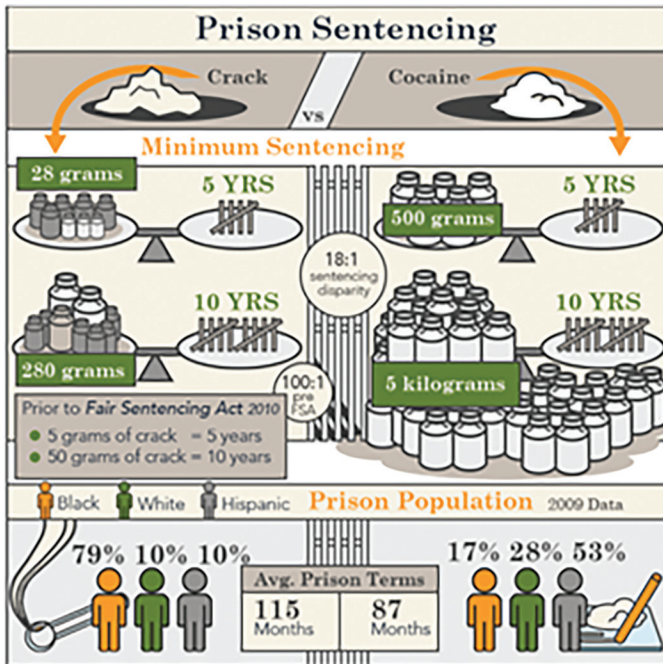 Prison Sentencing
Crack
vs
Cocaine
Minimum Sentencing
28 grams
5 YRS
500 grams
5 YRS
18:1
sentencing
disparity
280 grams
10 YRS
5 kilograms
10 YRS
100:1
pre
FSA
Prior to Fair Sentencing Act 2010
5 grams of crack = 5 years
50 grams of crack = 10 years
Black White Hispanic
Prison Population 2009 Data
79% 10% 10%
17% 28% 53%
Avg. Prison Terms
115 Months
87 Months